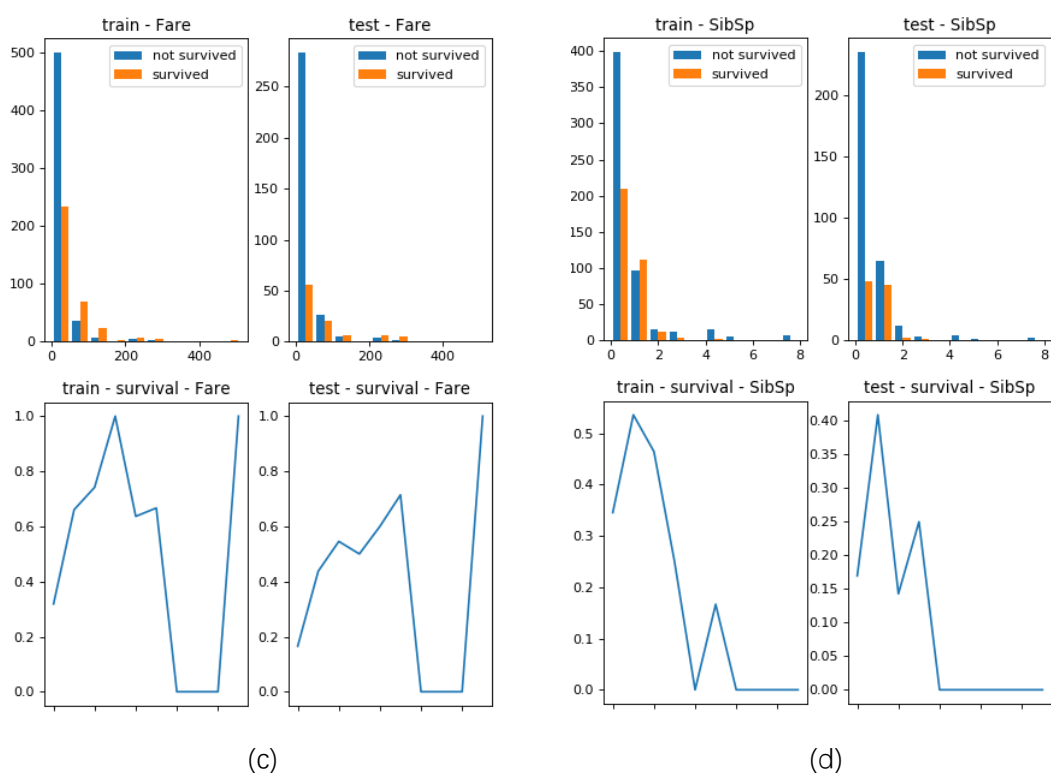 train - Fare
test - Fare
train - SibSp
test - SibSp
not survived
survived
not survived
survived
not survived
survived
not survived
survived
500
400
300
200
100
0
0 200 400
250
200
150
100
50
0
0 200 400
400
350
300
250
200
150
100
50
0
0 2 4 6 8
200
150
100
50
0
0 2 4 6 8
train - survival - Fare
test - survival - Fare
train - survival - SibSp
test - survival - SibSp
1.0
0.8
0.6
0.4
0.2
0.0
1.0
0.8
0.6
0.4
0.2
0.0
0.5
0.4
0.3
0.2
0.1
0.0
0.40
0.35
0.30
0.25
0.20
0.15
0.10
0.05
0.00
(c)
(d)